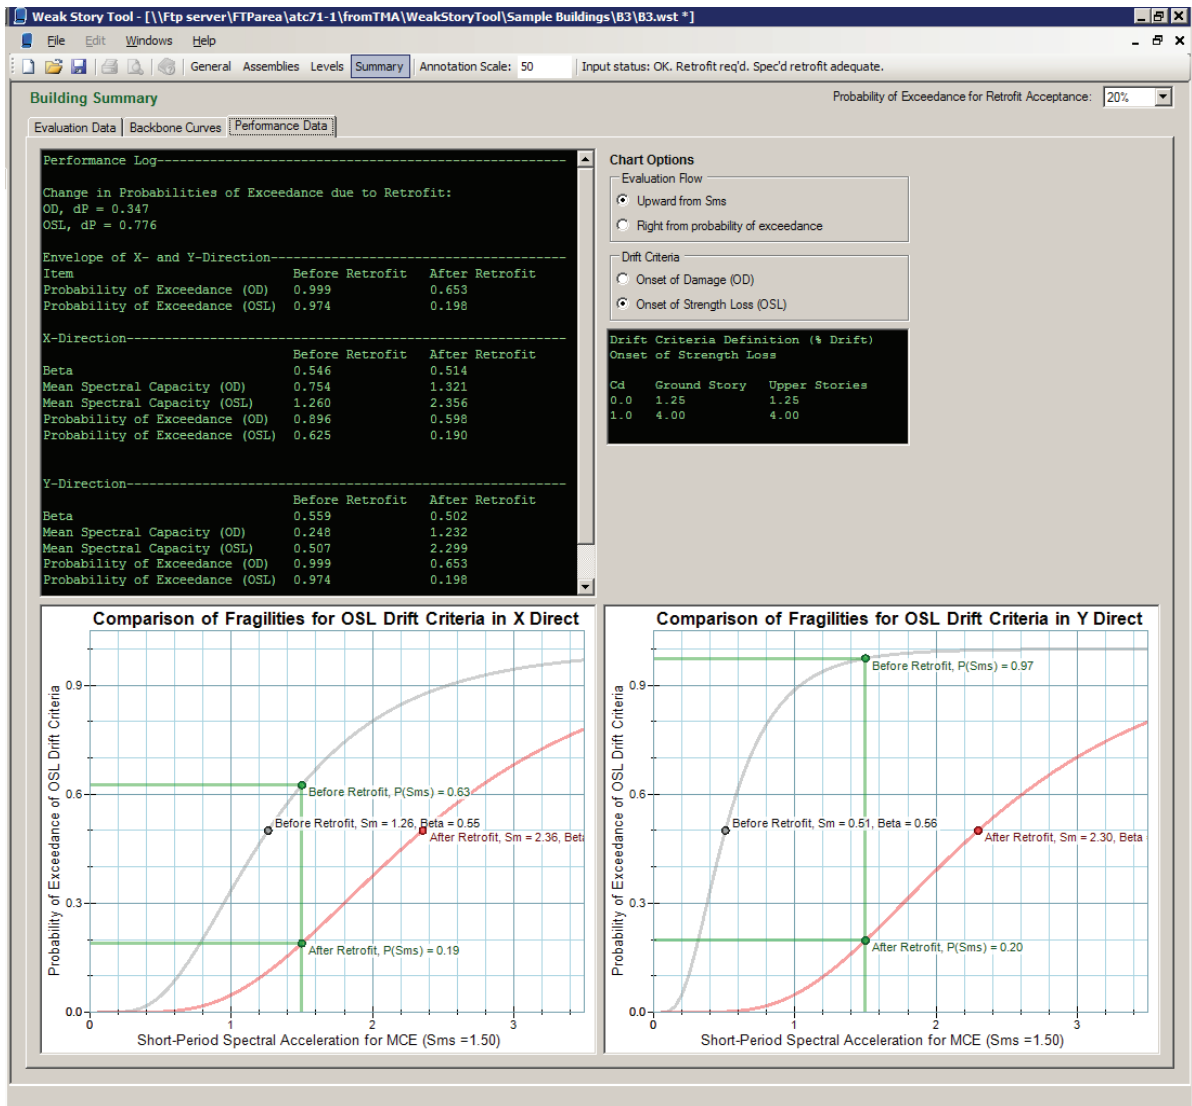 Weak Story Tool - [\\Ftp server\FTParea\atc71-1\fromTMA\WeakStoryTool\Sample Buildings\B3\B3.wst *]
File Edit Windows Help
General Assemblies Levels Summary Annotation Scale: 50 Input status: OK. Retrofit req'd. Spec'd retrofit adequate.
Building Summary
Probability of Exceedance for Retrofit Acceptance: 20%
Evaluation Data Backbone Curves Performance Data
Performance Log------------------------------------------------------
Change in Probabilities of Exceedance due to Retrofit:
OD, dP = 0.347
OSL, dP = 0.776
Envelope of X- and Y-Direction---------------------------------------
Item Before Retrofit After Retrofit
Probability of Exceedance (OD) 0.999 0.653
Probability of Exceedance (OSL) 0.974 0.198
X-Direction----------------------------------------------------------
Before Retrofit After Retrofit
Beta 0.546 0.514
Mean Spectral Capacity (OD) 0.754 1.321
Mean Spectral Capacity (OSL) 1.260 2.356
Probability of Exceedance (OD) 0.896 0.598
Probability of Exceedance (OSL) 0.625 0.190
Y-Direction----------------------------------------------------------
Before Retrofit After Retrofit
Beta 0.559 0.502
Mean Spectral Capacity (OD) 0.248 1.232
Mean Spectral Capacity (OSL) 0.507 2.299
Probability of Exceedance (OD) 0.999 0.653
Probability of Exceedance (OSL) 0.974 0.198
Chart Options
Evaluation Flow
Upward from Sms
Right from probability of exceedance
Drift Criteria
Onset of Damage (OD)
Onset of Strength Loss (OSL)
Drift Criteria Definition (% Drift)
Onset of Strength Loss
Cd Ground Story Upper Stories
0.0 1.25 1.25
1.0 4.00 4.00
Comparison of Fragilities for OSL Drift Criteria in X Direct
Probability of Exceedance of OSL Drift Criteria
0.9
0.6
0.3
0.0
Before Retrofit, P(Sms) = 0.63
Before Retrofit, Sm = 1.26, Beta = 0.55
After Retrofit, Sm = 2.36, Beta
After Retrofit, P(Sms) = 0.19
0 1 2 3
Short-Period Spectral Acceleration for MCE (Sms =1.50)
Comparison of Fragilities for OSL Drift Criteria in Y Direct
Probability of Exceedance of OSL Drift Criteria
0.9
0.6
0.3
0.0
Before Retrofit, P(Sms) = 0.97
Before Retrofit, Sm = 0.51, Beta = 0.56
After Retrofit, Sm = 2.30, Beta
After Retrofit, P(Sms) = 0.20
0 1 2 3
Short-Period Spectral Acceleration for MCE (Sms =1.50)